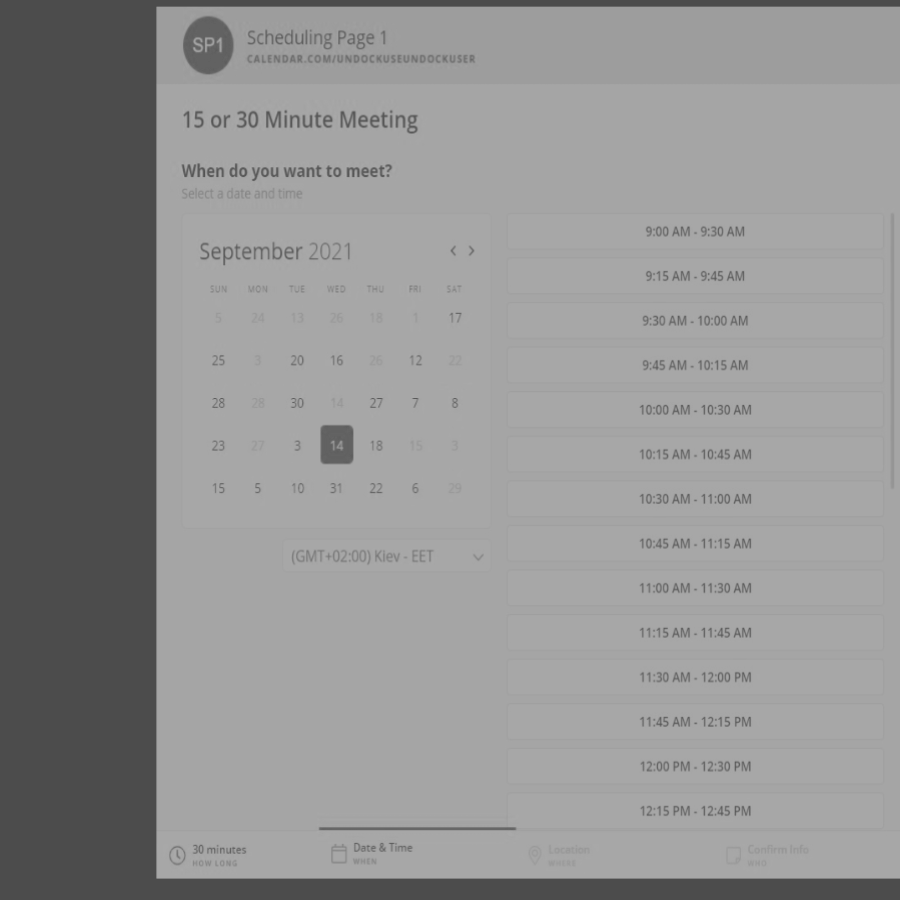 SP1
Scheduling Page 1
CALENDAR.COM/UNDOCKUSEUNDOCKUSER
15 or 30 Minute Meeting
When do you want to meet?
Select a date and time
September 2021
SUN MON TUE WED THU FRI SAT
5 24 13 26 18 1 17
25 3 20 16 26 12 22
28 28 30 14 27 7 8
23 27 3 14 18 15 3
15 5 10 31 22 6 29
(GMT+02:00) Kiev - EET
9:00 AM - 9:30 AM
9:15 AM - 9:45 AM
9:30 AM - 10:00 AM
9:45 AM - 10:15 AM
10:00 AM - 10:30 AM
10:15 AM - 10:45 AM
10:30 AM - 11:00 AM
10:45 AM - 11:15 AM
11:00 AM - 11:30 AM
11:15 AM - 11:45 AM
11:30 AM - 12:00 PM
11:45 AM - 12:15 PM
12:00 PM - 12:30 PM
12:15 PM - 12:45 PM
30 minutes
HOW LONG
Date & Time
WHEN
Location
WHERE
Confirm Info
WHO